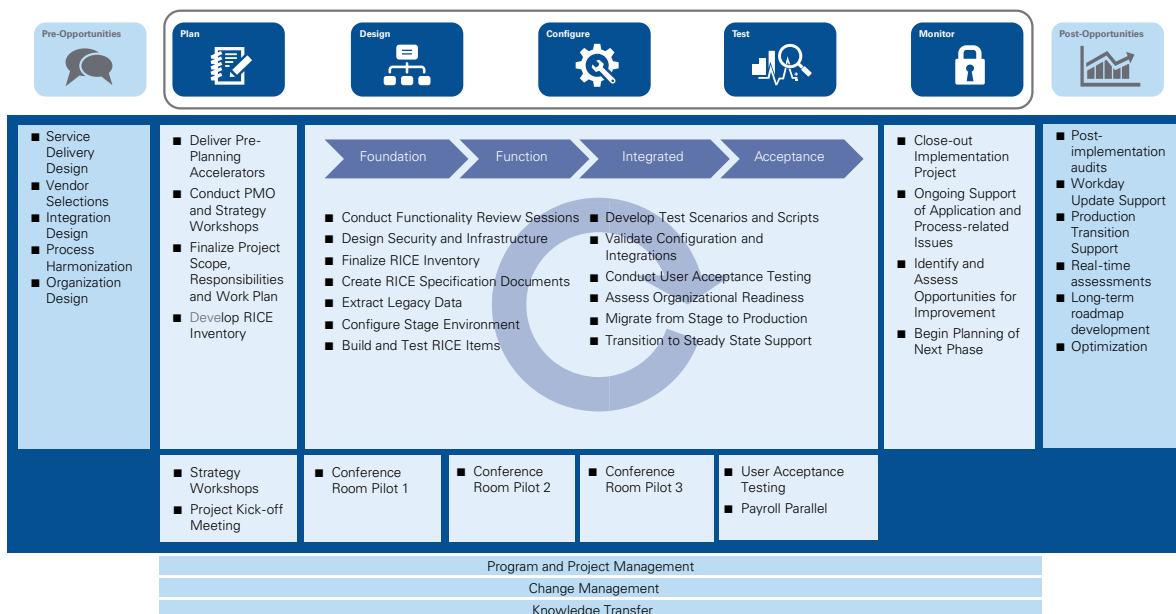 Pre-Opportunities
Plan
Design
Configure
Test
Monitor
Post-Opportunities
■ Service
Delivery
Design
■ Vendor
Selections
■ Integration
Design
■ Process
Harmonization
■ Organization
Design
■ Deliver Pre-
Planning
Accelerators
■ Conduct PMO
and Strategy
Workshops
■ Finalize Project
Scope,
Responsibilities
and Work Plan
■ Develop RICE
Inventory
Foundation
Function
Integrated
Acceptance
■ Conduct Functionality Review Sessions
■ Design Security and Infrastructure
■ Finalize RICE Inventory
■ Create RICE Specification Documents
■ Extract Legacy Data
■ Configure Stage Environment
■ Build and Test RICE Items
■ Develop Test Scenarios and Scripts
■ Validate Configuration and
Integrations
■ Conduct User Acceptance Testing
■ Assess Organizational Readiness
■ Migrate from Stage to Production
■ Transition to Steady State Support
■ Close-out
Implementation
Project
■ Ongoing Support
of Application and
Process-related
Issues
■ Identify and
Assess
Opportunities for
Improvement
■ Begin Planning of
Next Phase
■ Post-
implementation
audits
■ Workday
Update Support
■ Production
Transition
Support
■ Real-time
assessments
■ Long-term
roadmap
development
■ Optimization
■ Strategy
Workshops
■ Project Kick-off
Meeting
■ Conference
Room Pilot 1
■ Conference
Room Pilot 2
■ Conference
Room Pilot 3
■ User Acceptance
Testing
■ Payroll Parallel
Program and Project Management
Change Management
Knowledge Transfer